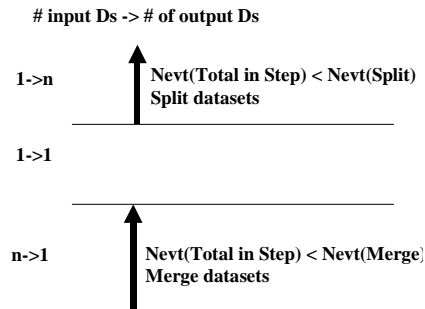 # input Ds -> # of output Ds
1->n
Nevt(Total in Step) < Nevt(Split)
Split datasets
1->1
n->1
Nevt(Total in Step) < Nevt(Merge)
Merge datasets